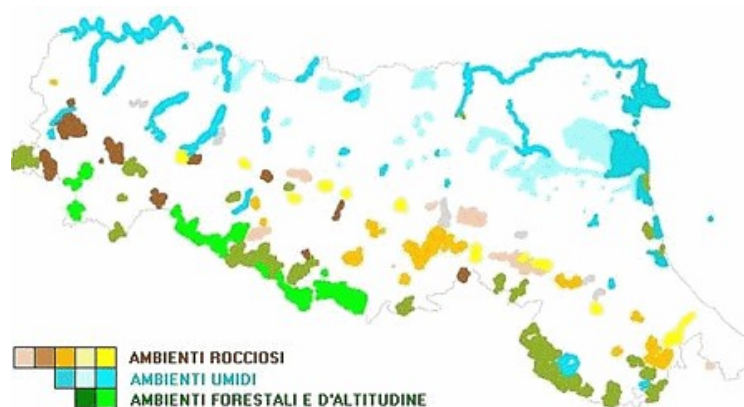 AMBIENTI ROCCIOSI
AMBIENTI UMIDI
AMBIENTI FORESTALI E D'ALTITUDINE